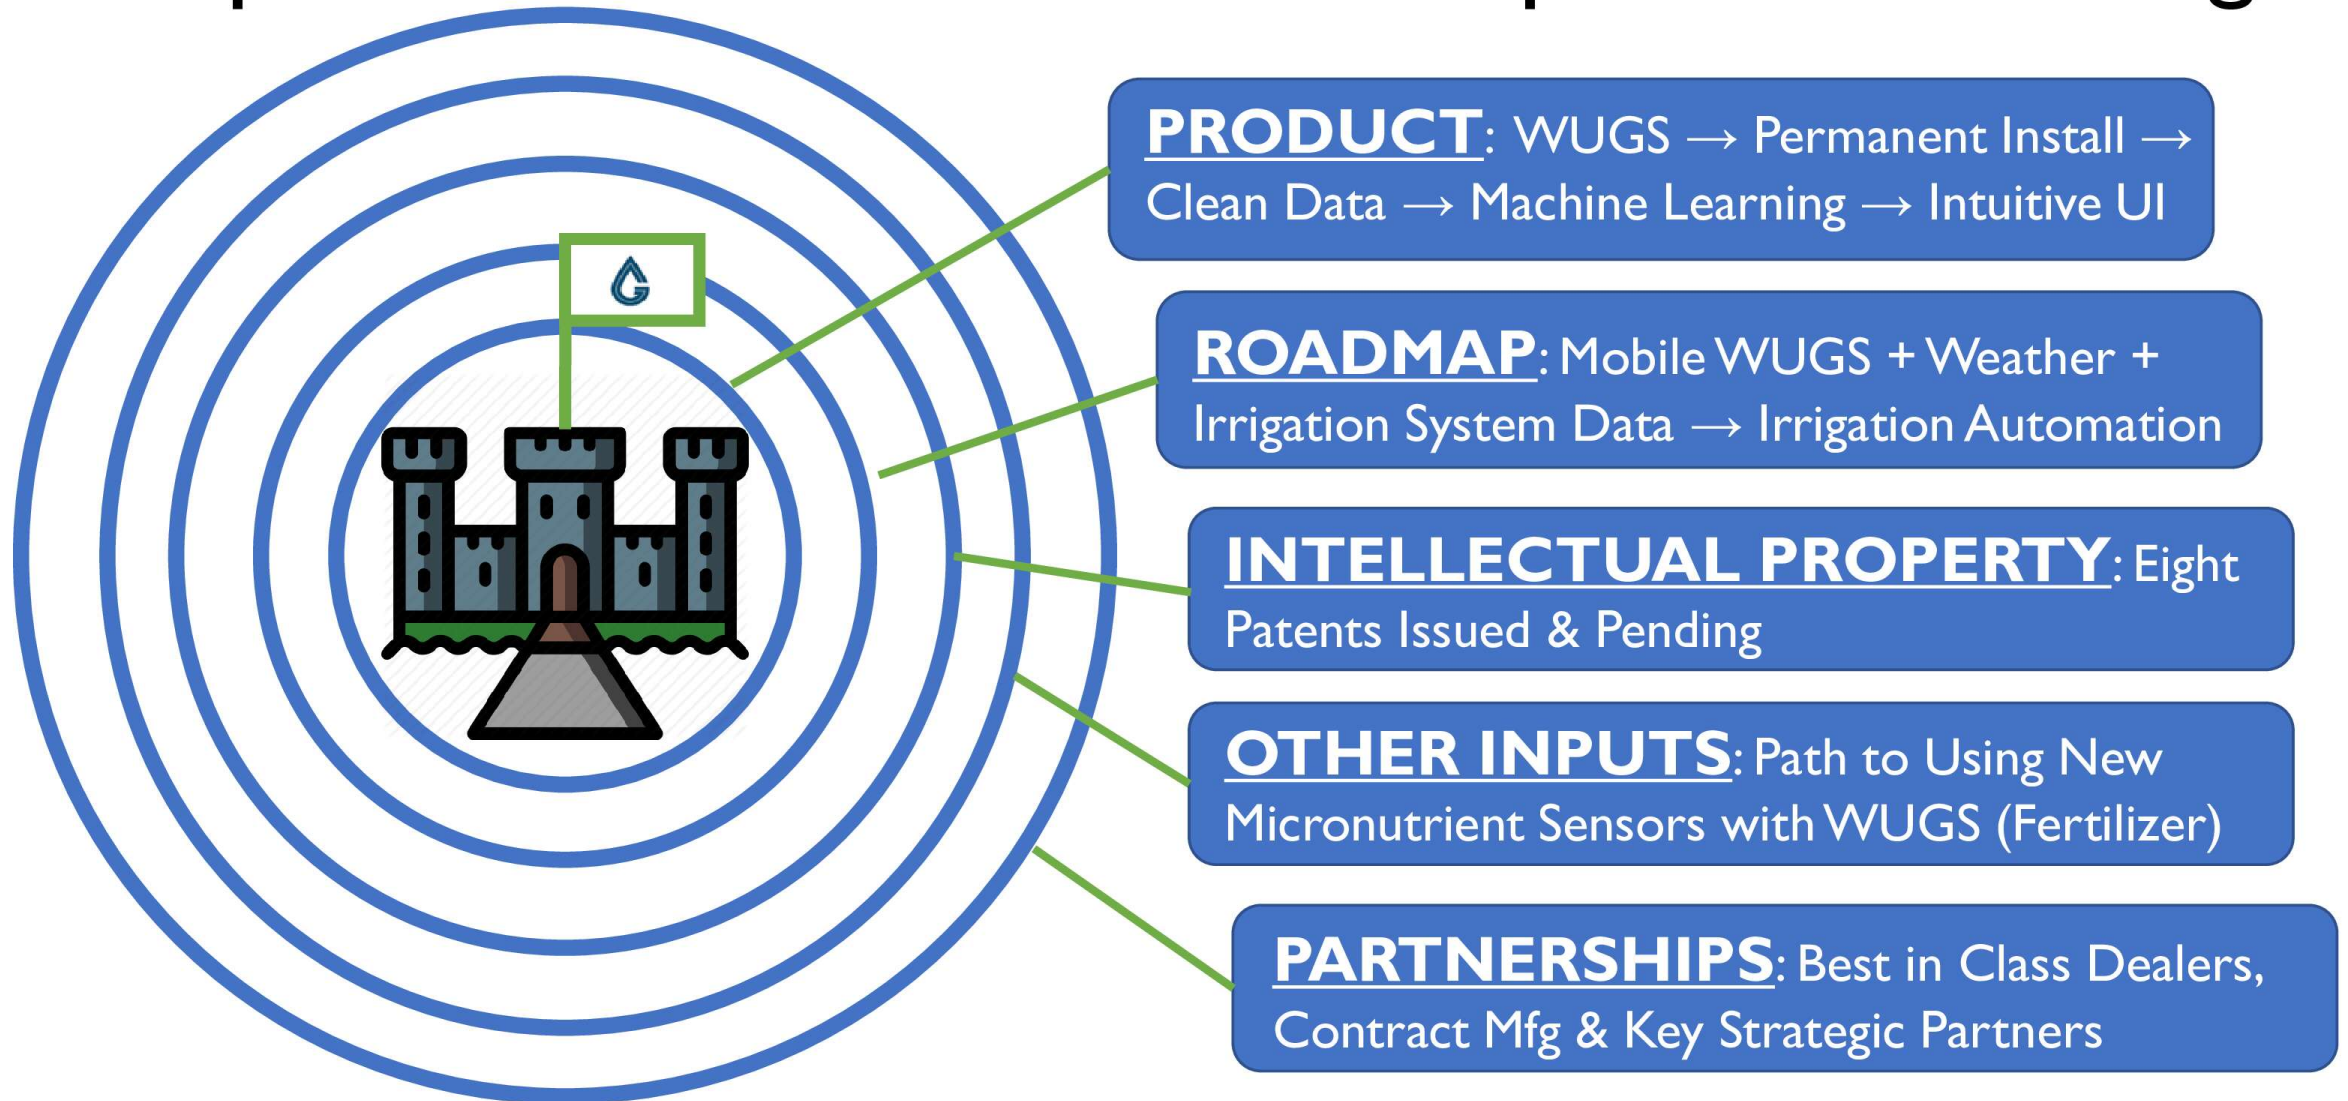 PRODUCT: WUGS → Permanent Install →
Clean Data → Machine Learning → Intuitive UI
ROADMAP: Mobile WUGS + Weather +
Irrigation System Data → Irrigation Automation
INTELLECTUAL PROPERTY: Eight
Patents Issued & Pending
OTHER INPUTS: Path to Using New
Micronutrient Sensors with WUGS (Fertilizer)
PARTNERSHIPS: Best in Class Dealers,
Contract Mfg & Key Strategic Partners